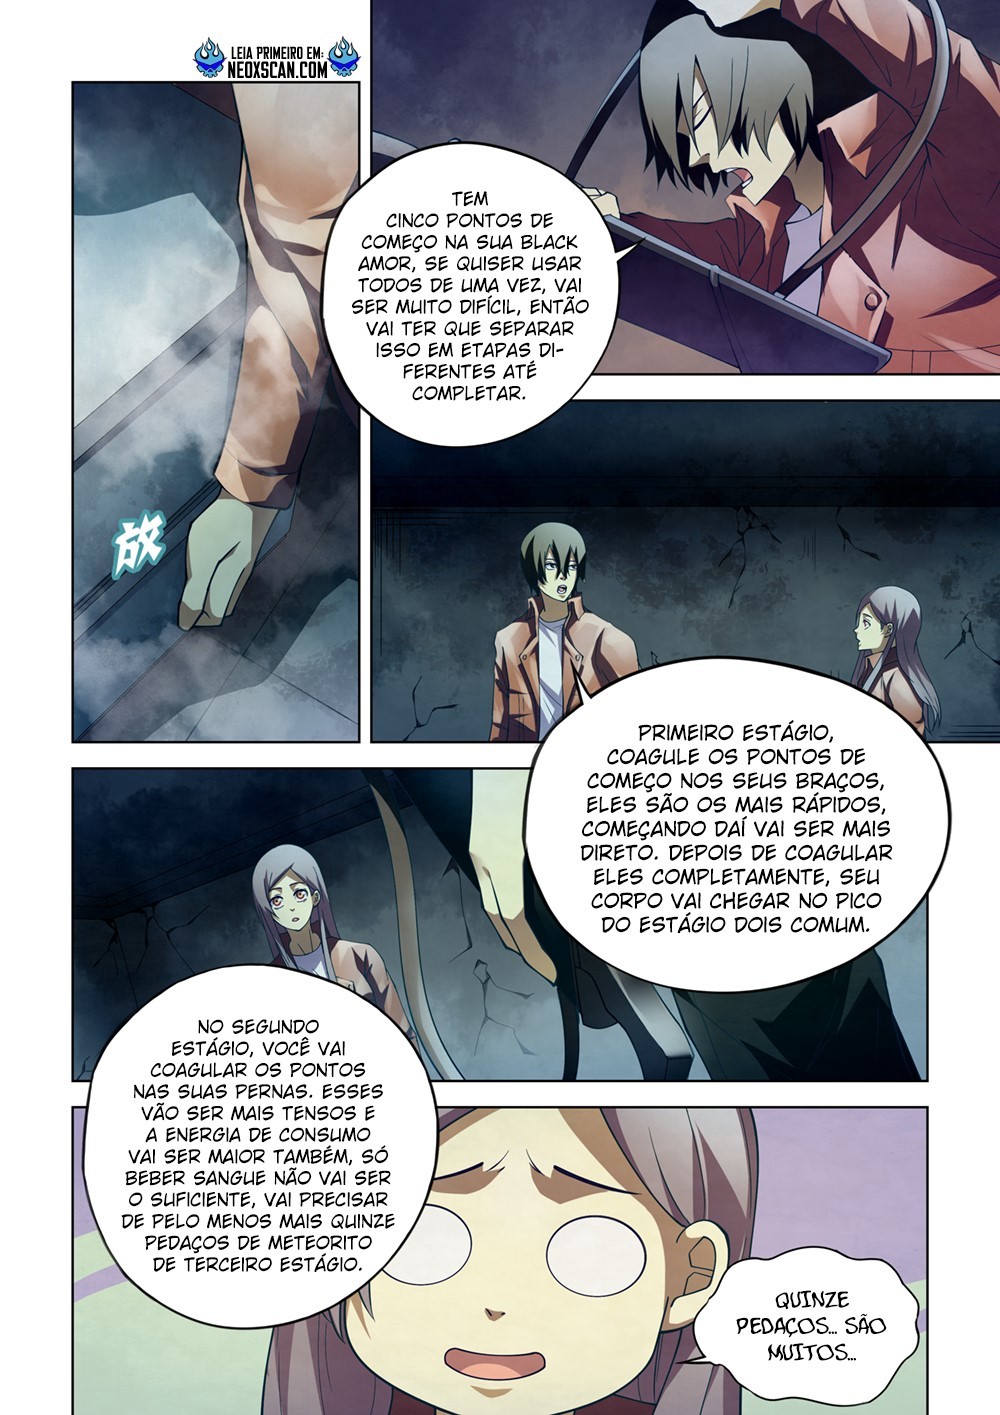 LEIA PRIMEIRO EM:
NEOXSCAN.COM
TEM
CINCO PONTOS DE
COMEÇO NA SUA BLACK
AMOR, SE QUISER USAR
TODOS DE UMA VEZ, VAI
SER MUITO DIFÍCIL, ENTÃO
VAI TER QUE SEPARAR
ISSO EM ETAPAS DI-
FERENTES ATÉ
COMPLETAR.
放
PRIMEIRO ESTÁGIO,
COAGULE OS PONTOS DE
COMEÇO NOS SEUS BRAÇOS,
ELES SÃO OS MAIS RÁPIDOS,
COMEÇANDO DAÍ VAI SER MAIS
DIRETO. DEPOIS DE COAGULAR
ELES COMPLETAMENTE, SEU
CORPO VAI CHEGAR NO PICO
DO ESTÁGIO DOIS COMUM.
NO SEGUNDO
ESTÁGIO, VOCÊ VAI
COAGULAR OS PONTOS
NAS SUAS PERNAS. ESSES
VÃO SER MAIS TENSOS E
A ENERGIA DE CONSUMO
VAI SER MAIOR TAMBÉM, SÓ
BEBER SANGUE NÃO VAI SER
O SUFICIENTE, VAI PRECISAR
DE PELO MENOS MAIS QUINZE
PEDAÇOS DE METEORITO
DE TERCEIRO ESTÁGIO.
QUINZE
PEDAÇOS... SÃO
MUITOS...